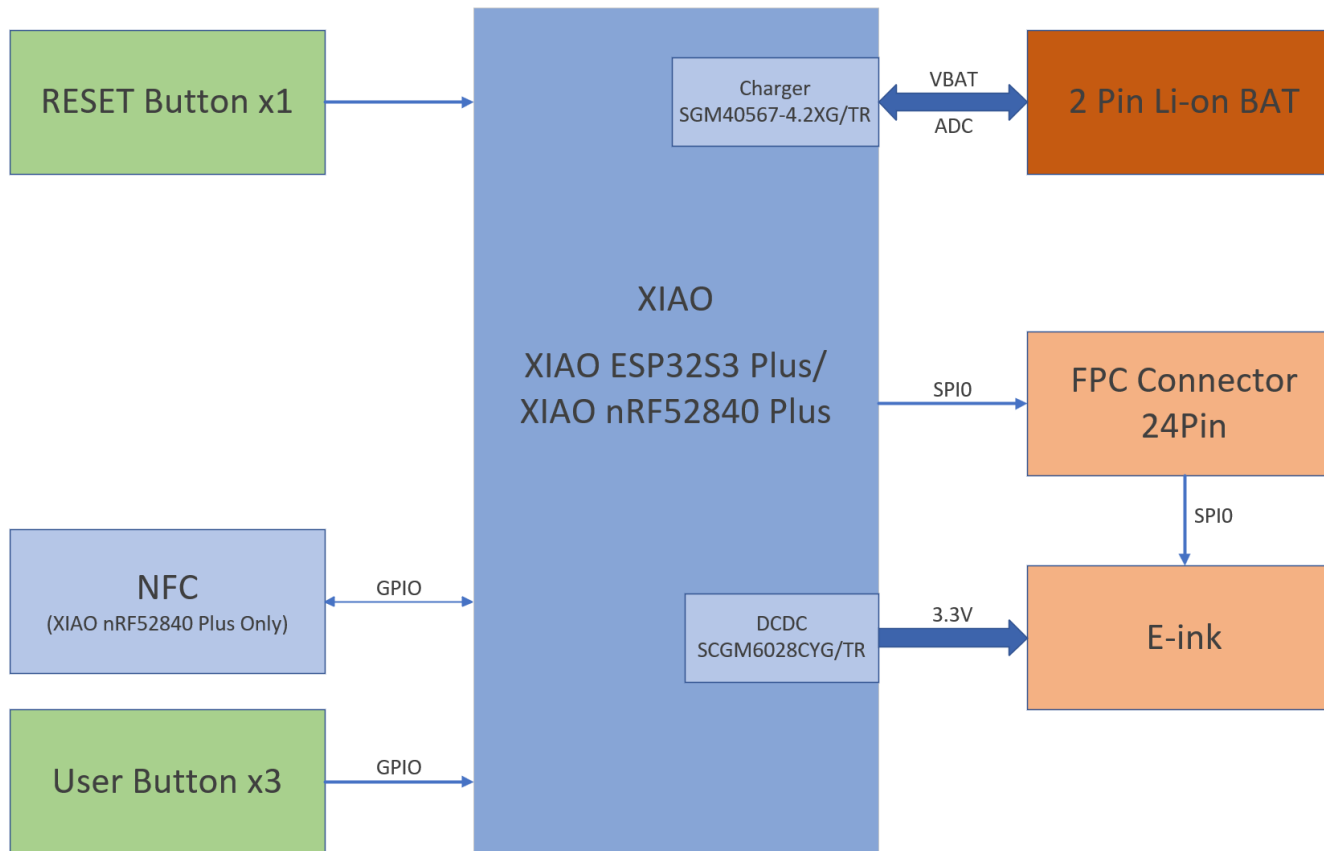 RESET Button x1
Charger
SGM40567-4.2XG/TR
VBAT
ADC
2 Pin Li-on BAT
XIAO
XIAO ESP32S3 Plus/
XIAO nRF52840 Plus
SPI0
FPC Connector
24Pin
SPI0
NFC
(XIAO nRF52840 Plus Only)
GPIO
DCDC
SCGM6028CYG/TR
3.3V
E-ink
User Button x3
GPIO